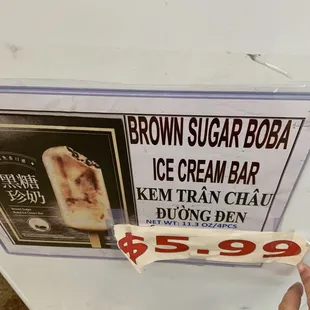 黑糖
珍奶
BROWN SUGAR BOBA
ICE CREAM BAR
KEM TRÂN CHÂU
ĐƯỜNG ĐEN
NET WT: 11.3 OZ/4PCS
$5.99